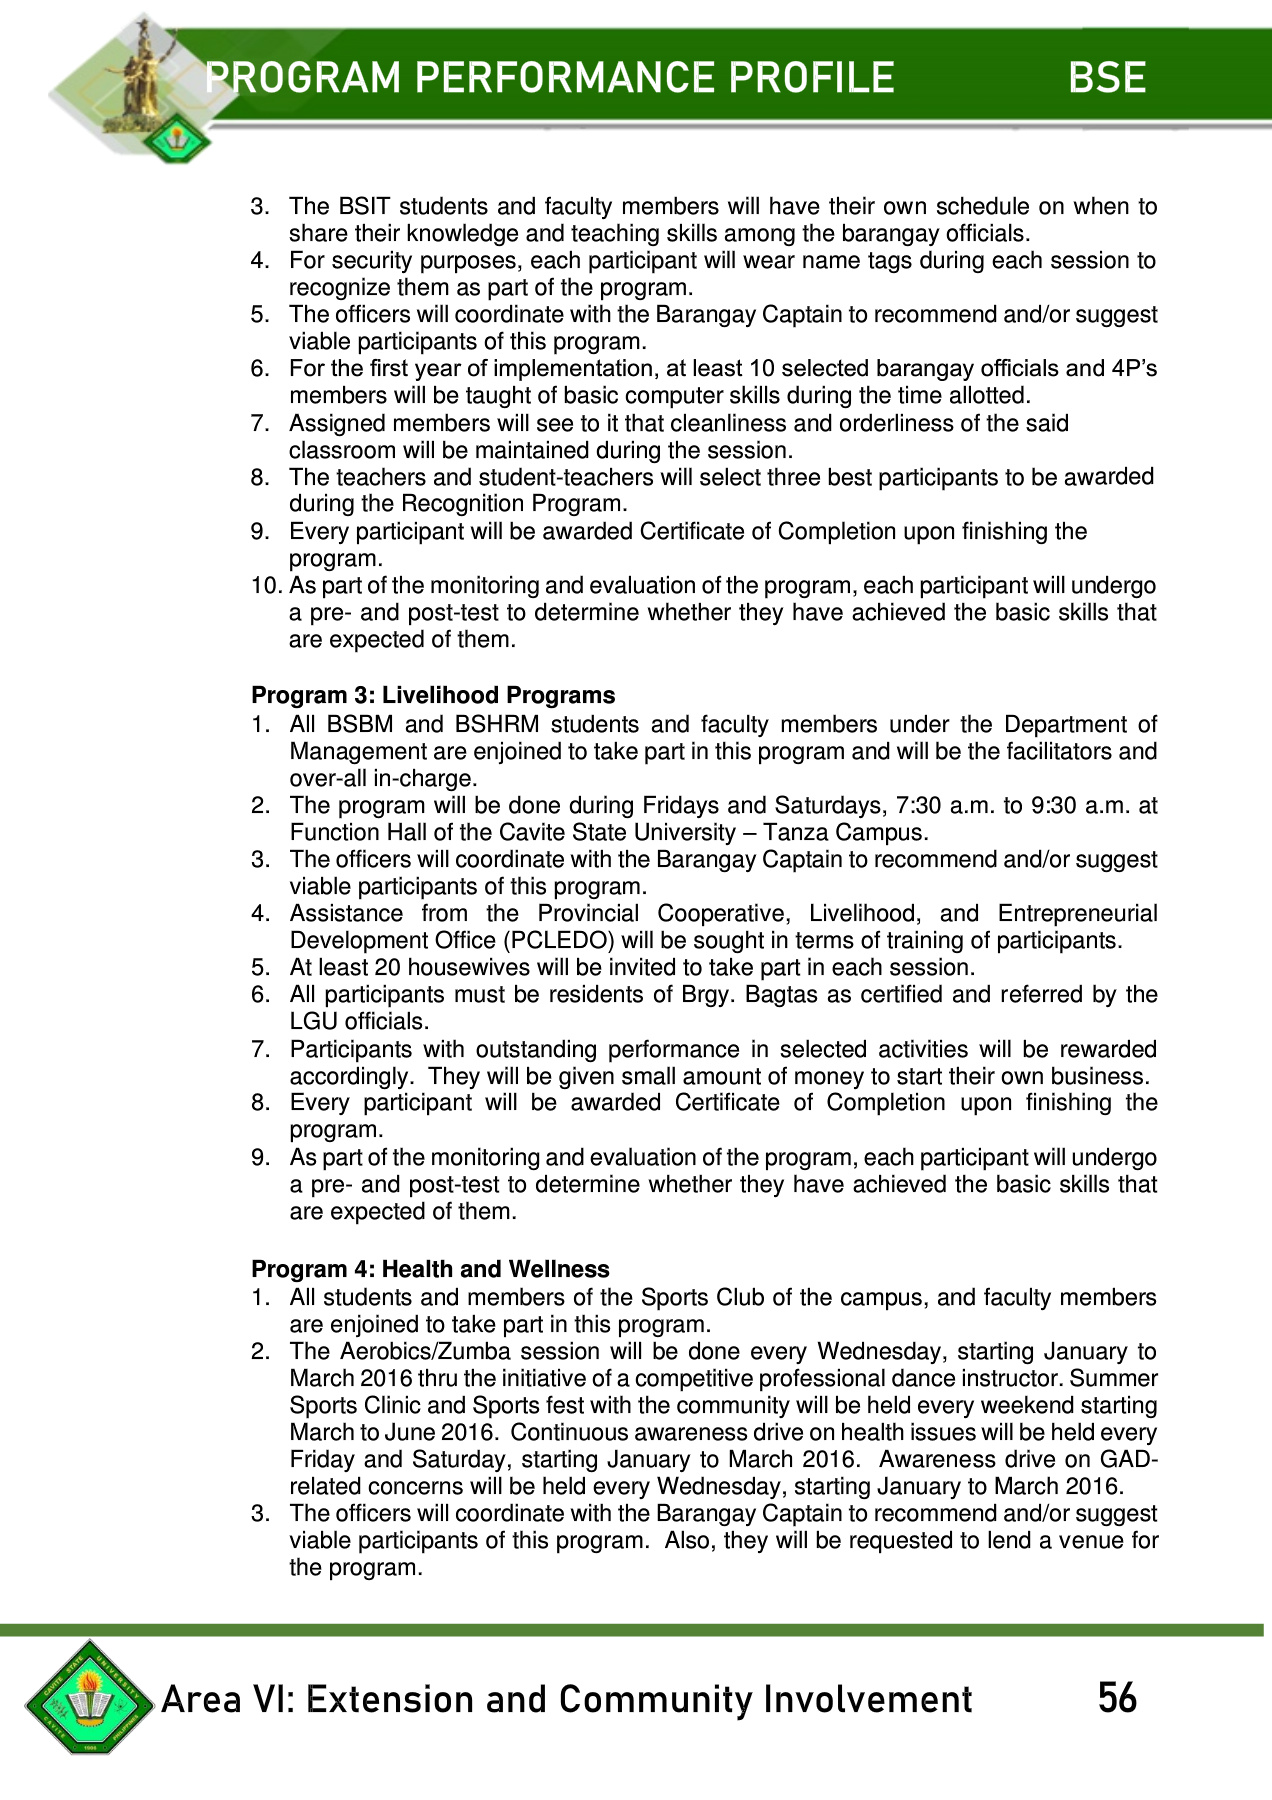 PROGRAM PERFORMANCE PROFILE BSE
3. The BSIT students and faculty members will have their own schedule on when to
share their knowledge and teaching skills among the barangay officials.
4. For security purposes, each participant will wear name tags during each session to
recognize them as part of the program.
5. The officers will coordinate with the Barangay Captain to recommend and/or suggest
viable participants of this program.
6. For the first year of implementation, at least 10 selected barangay officials and 4P's
members will be taught of basic computer skills during the time allotted.
7. Assigned members will see to it that cleanliness and orderliness of the said
classroom will be maintained during the session.
8. The teachers and student-teachers will select three best participants to be awarded
during the Recognition Program.
9. Every participant will be awarded Certificate of Completion upon finishing the
program.
10. As part of the monitoring and evaluation of the program, each participant will undergo
a pre- and post-test to determine whether they have achieved the basic skills that
are expected of them.
Program 3: Livelihood Programs
1. All BSBM and BSHRM students and faculty members under the Department of
Management are enjoined to take part in this program and will be the facilitators and
over-all in-charge.
2. The program will be done during Fridays and Saturdays, 7:30 a.m. to 9:30 a.m. at
Function Hall of the Cavite State University – Tanza Campus.
3. The officers will coordinate with the Barangay Captain to recommend and/or suggest
viable participants of this program.
4. Assistance from the Provincial Cooperative, Livelihood, and Entrepreneurial
Development Office (PCLEDO) will be sought in terms of training of participants.
5. At least 20 housewives will be invited to take part in each session.
6. All participants must be residents of Brgy. Bagtas as certified and referred by the
LGU officials.
7. Participants with outstanding performance in selected activities will be rewarded
accordingly. They will be given small amount of money to start their own business.
8. Every participant will be awarded Certificate of Completion upon finishing the
program.
9. As part of the monitoring and evaluation of the program, each participant will undergo
a pre- and post-test to determine whether they have achieved the basic skills that
are expected of them.
Program 4: Health and Wellness
1. All students and members of the Sports Club of the campus, and faculty members
are enjoined to take part in this program.
2. The Aerobics/Zumba session will be done every Wednesday, starting January to
March 2016 thru the initiative of a competitive professional dance instructor. Summer
Sports Clinic and Sports fest with the community will be held every weekend starting
March to June 2016. Continuous awareness drive on health issues will be held every
Friday and Saturday, starting January to March 2016. Awareness drive on GAD-
related concerns will be held every Wednesday, starting January to March 2016.
3. The officers will coordinate with the Barangay Captain to recommend and/or suggest
viable participants of this program. Also, they will be requested to lend a venue for
the program.
CAVITE STATE UNIVERSITY
CAVITE PHILIPPINES
1906
Area VI: Extension and Community Involvement 56